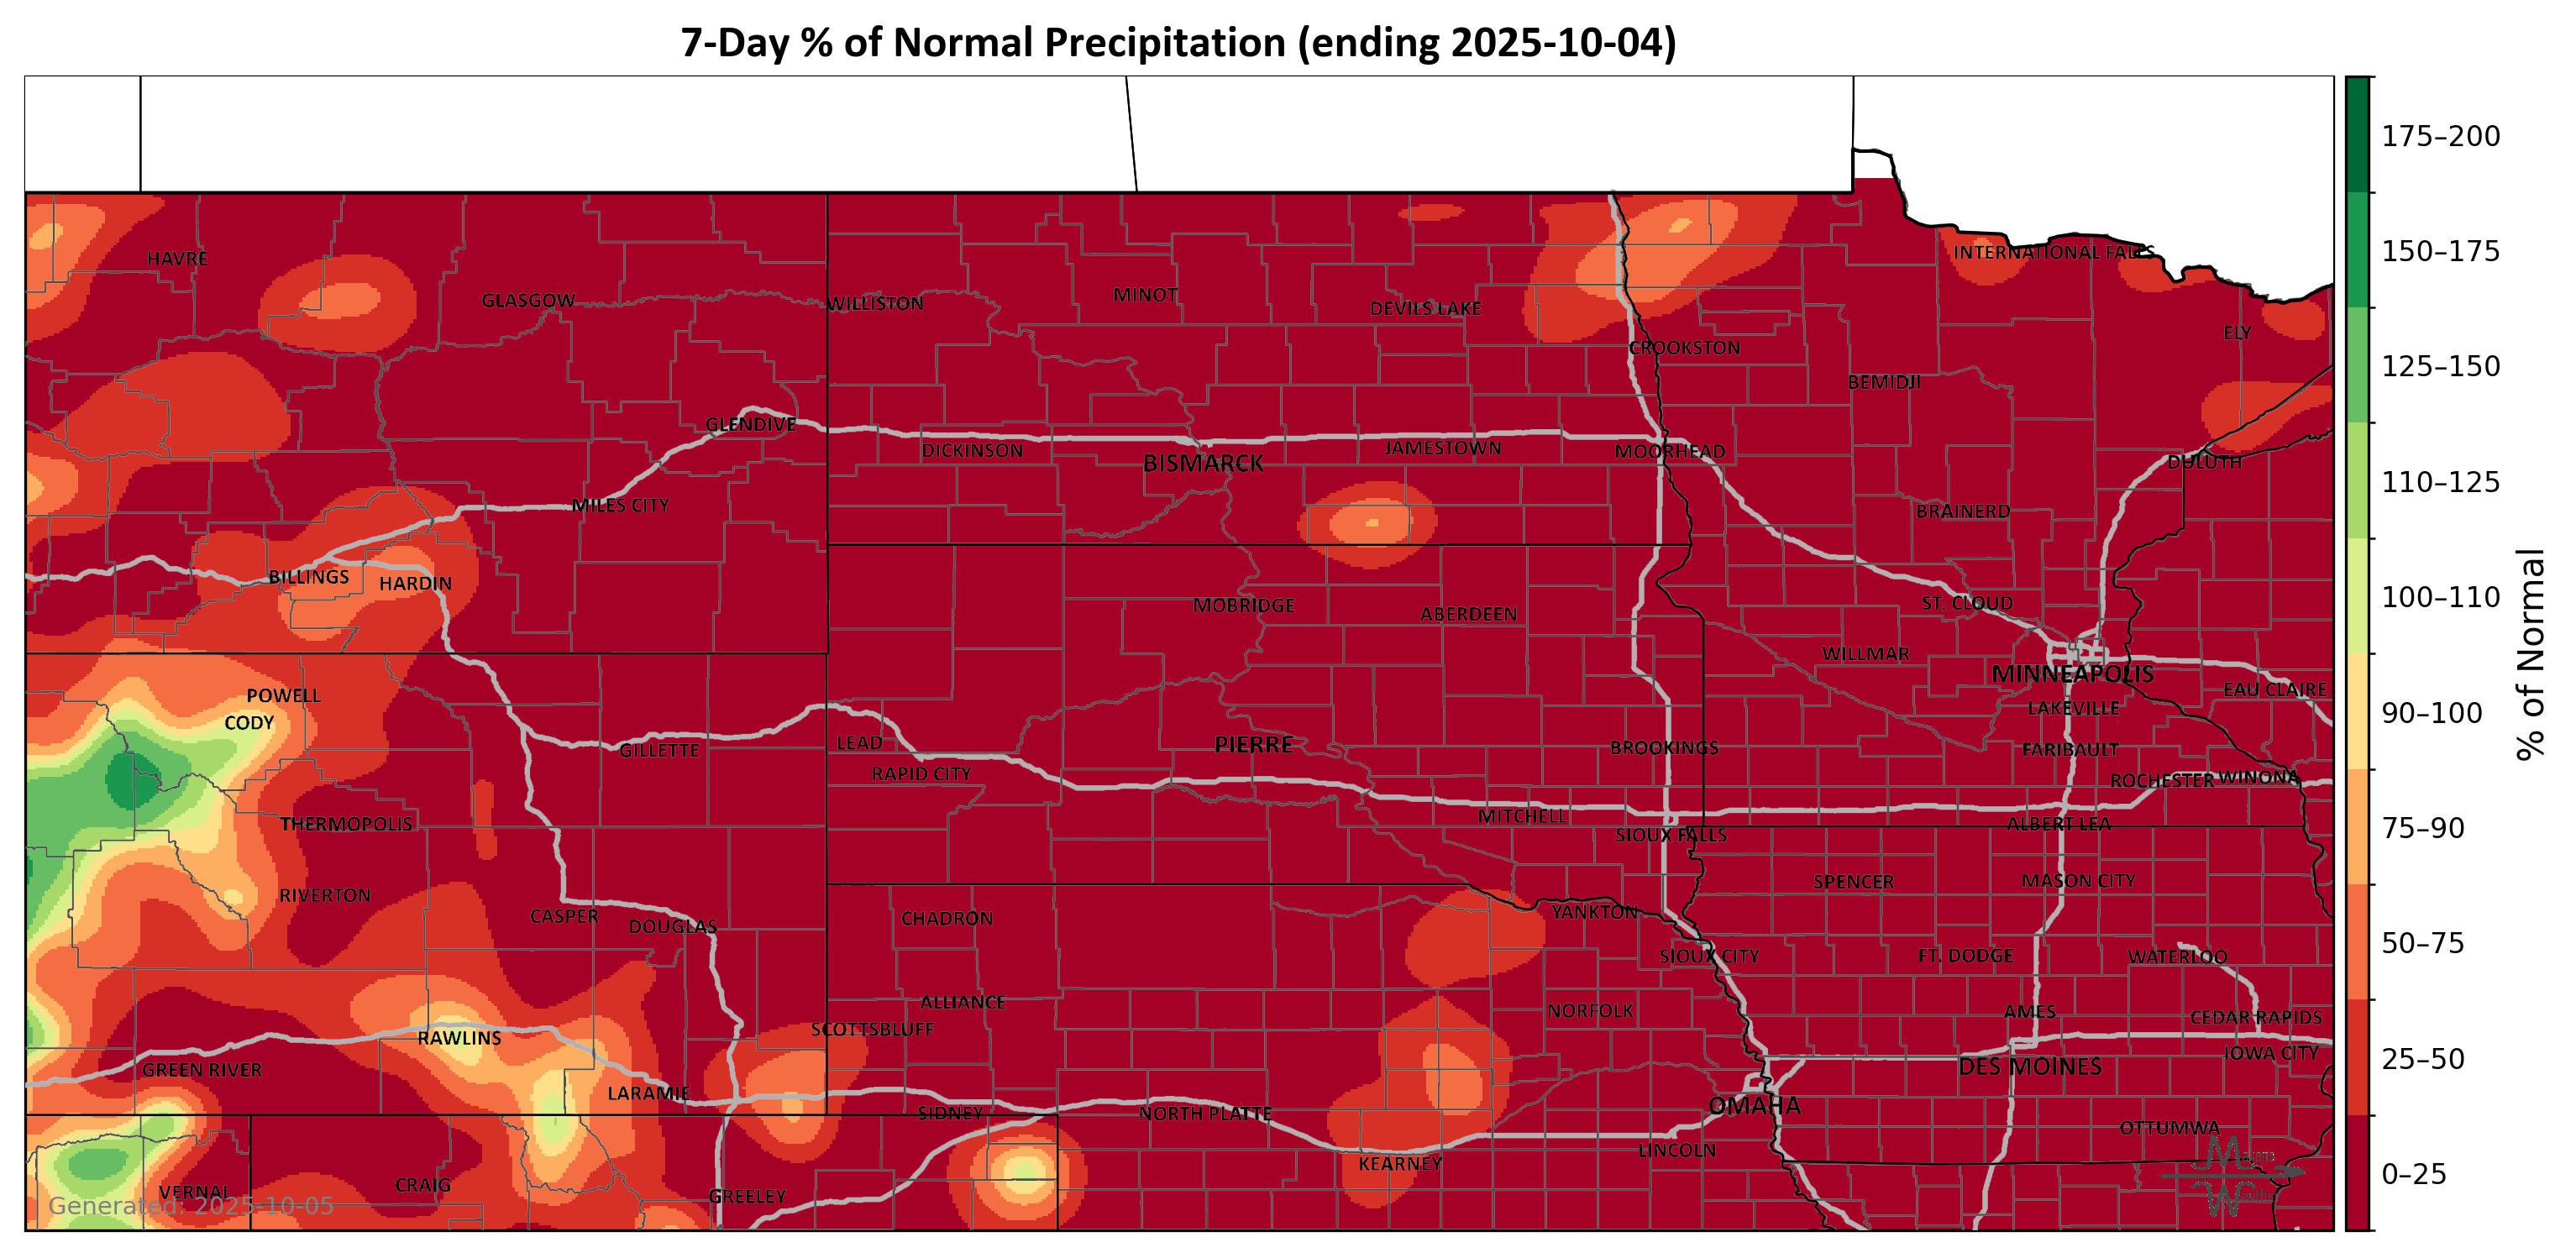 7-Day % of Normal Precipitation (ending 2025-10-04)
175–200
150–175
125–150
110–125
100–110
90–100
75–90
50–75
25–50
0–25
% of Normal
HAVRE
GLASGOW
WILLISTON
MINOT
DEVILS LAKE
INTERNATIONAL FALLS
ELY
CROOKSTON
BEMIDJI
GLENDIVE
DICKINSON
BISMARCK
JAMESTOWN
MOORHEAD
DULUTH
MILES CITY
BRAINERD
BILLINGS
HARDIN
MOBRIDGE
ABERDEEN
ST. CLOUD
WILLMAR
MINNEAPOLIS
EAU CLAIRE
POWELL
CODY
LAKEVILLE
GILLETTE
LEAD
PIERRE
BROOKINGS
FARIBAULT
RAPID CITY
ROCHESTER
WINONA
THERMOPOLIS
MITCHELL
SIOUX FALLS
ALBERT LEA
RIVERTON
SPENCER
MASON CITY
CASPER
DOUGLAS
CHADRON
YANKTON
SIOUX CITY
FT. DODGE
WATERLOO
ALLIANCE
NORFOLK
AMES
CEDAR RAPIDS
RAWLINS
SCOTTSBLUFF
IOWA CITY
GREEN RIVER
DES MOINES
LARAMIE
SIDNEY
NORTH PLATTE
OMAHA
OTTUMWA
LINCOLN
KEARNEY
VERNAL
CRAIG
GREELEY
Generated: 2025-10-05